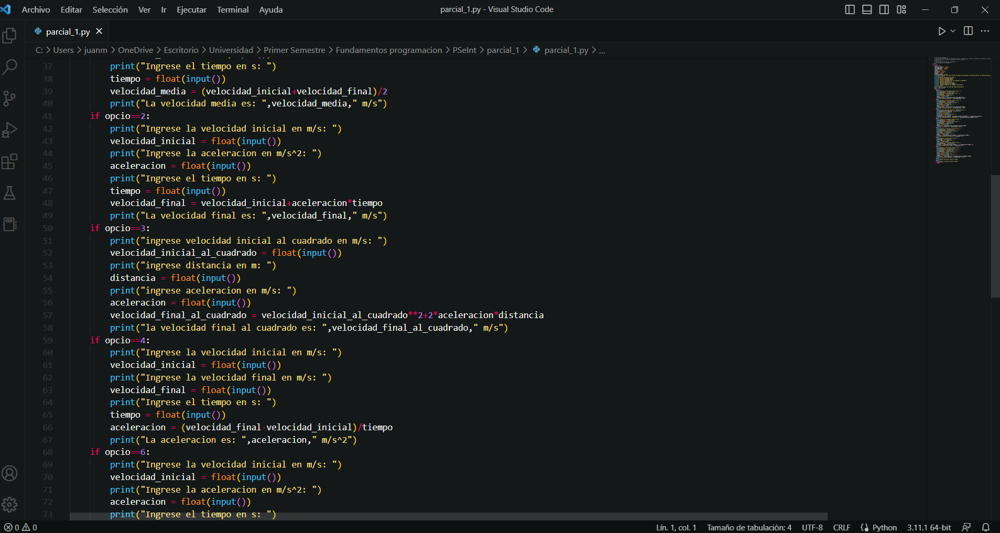 Archivo Editar Selección Ver Ir Ejecutar Terminal Ayuda parcial_1.py - Visual Studio Code
parcial_1.py
C: > Users > juanm > OneDrive > Escritorio > Universidad > Primer Semestre > Fundamentos programacion > PSeInt > parcial_1 > parcial_1.py > ...
37 print("Ingrese el tiempo en s: ")
38 tiempo = float(input())
39 velocidad_media = (velocidad_inicial+velocidad_final)/2
40 print("La velocidad media es: ",velocidad_media," m/s")
41 if opcio==2:
42 print("Ingrese la velocidad inicial en m/s: ")
43 velocidad_inicial = float(input())
44 print("Ingrese la aceleracion en m/s^2: ")
45 aceleracion = float(input())
46 print("Ingrese el tiempo en s: ")
47 tiempo = float(input())
48 velocidad_final = velocidad_inicial+aceleracion*tiempo
49 print("La velocidad final es: ",velocidad_final," m/s")
50 if opcio==3:
51 print("ingrese velocidad inicial al cuadrado en m/s: ")
52 velocidad_inicial_al_cuadrado = float(input())
53 print("ingrese distancia en m: ")
54 distancia = float(input())
55 print("ingrese aceleracion en m/s: ")
56 aceleracion = float(input())
57 velocidad_final_al_cuadrado = velocidad_inicial_al_cuadrado**2+2*aceleracion*distancia
58 print("la velocidad final al cuadrado es: ",velocidad_final_al_cuadrado," m/s")
59 if opcio==4:
60 print("Ingrese la velocidad inicial en m/s: ")
61 velocidad_inicial = float(input())
62 print("Ingrese la velocidad final en m/s: ")
63 velocidad_final = float(input())
64 print("Ingrese el tiempo en s: ")
65 tiempo = float(input())
66 aceleracion = (velocidad_final-velocidad_inicial)/tiempo
67 print("La aceleracion es: ",aceleracion," m/s^2")
68 if opcio==6:
69 print("Ingrese la velocidad inicial en m/s: ")
70 velocidad_inicial = float(input())
71 print("Ingrese la aceleracion en m/s^2: ")
72 aceleracion = float(input())
73 print("Ingrese el tiempo en s: ")
0 0 Lín. 1, col. 1 Tamaño de tabulación: 4 UTF-8 CRLF Python 3.11.1 64-bit